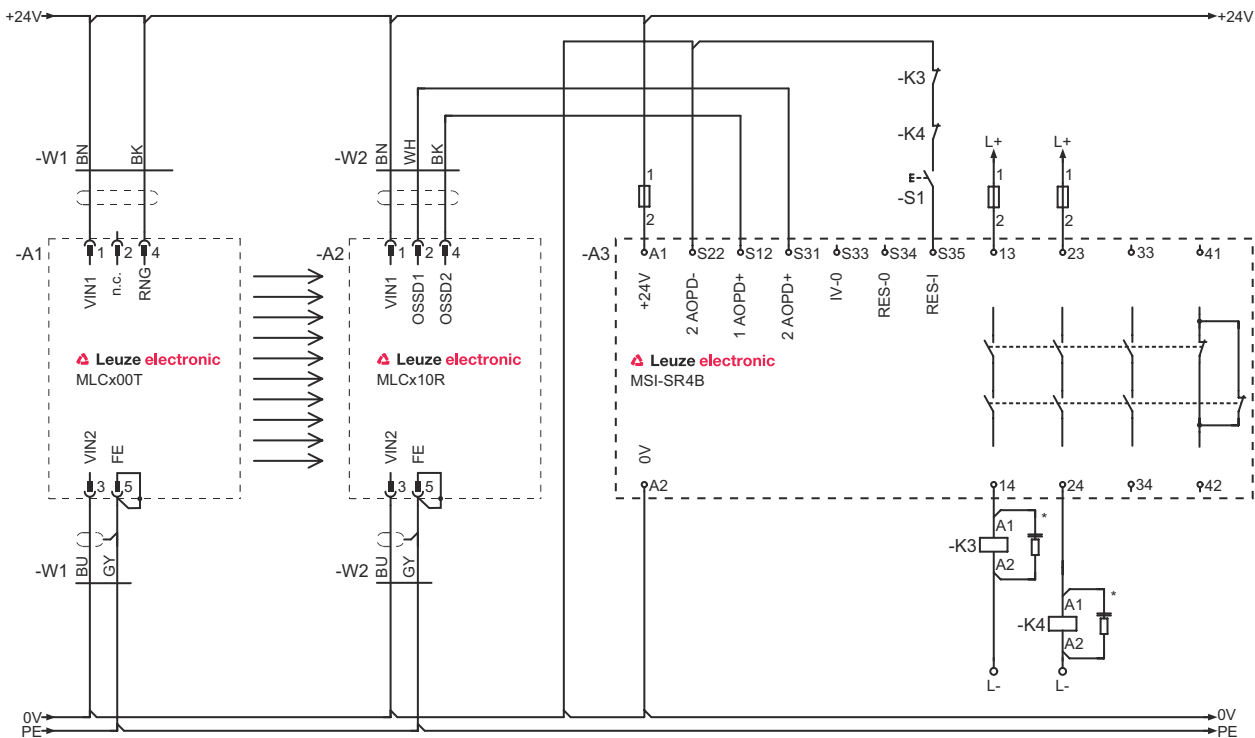 +24V
+24V
-K3
-K4
L+
L+
-W1
BN
BK
-W2
BN
WH
BK
1
2
-S1
1
2
1
2
-A1
1
2
4
-A2
1
2
4
-A3
A1
S22
S12
S31
S33
S34
S35
13
23
33
41
VIN1
n.c.
RNG
VIN1
OSSD1
OSSD2
+24V
2 AOPD-
1 AOPD+
2 AOPD+
IV-0
RES-0
RES-I
Leuze electronic
MLCx00T
Leuze electronic
MLCx10R
Leuze electronic
MSI-SR4B
VIN2
FE
VIN2
FE
0V
3
5
3
5
A2
14
24
34
42
-W1
BU
GY
-W2
BU
GY
-K3
A1
A2
*
-K4
A1
A2
*
L-
L-
0V
0V
PE
PE